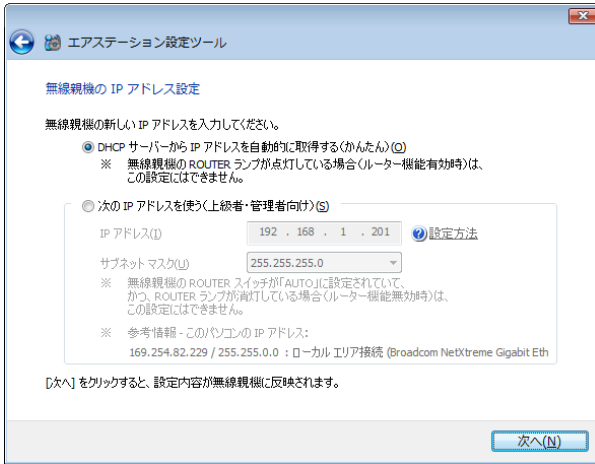 エアステーション設定ツール
無線親機の IP アドレス設定
無線親機の新しい IP アドレスを入力してください。
DHCP サーバーから IP アドレスを自動的に取得する(かんたん)(O)
※ 無線親機の ROUTER ランプが点灯している場合(ルーター機能有効時)は、
この設定にはできません。
次の IP アドレスを使う(上級者・管理者向け)(S)
IP アドレス(I) 192 . 168 . 1 . 201 設定方法
サブネット マスク(U) 255.255.255.0
※ 無線親機の ROUTER スイッチが「AUTO」に設定されていて、
かつ、ROUTER ランプが消灯している場合(ルーター機能無効時)は、
この設定にはできません。
※ 参考情報 - このパソコンの IP アドレス:
169.254.82.229 / 255.255.0.0 : ローカル エリア接続 (Broadcom NetXtreme Gigabit Eth
[次へ] をクリックすると、設定内容が無線親機に反映されます。
次へ(N)